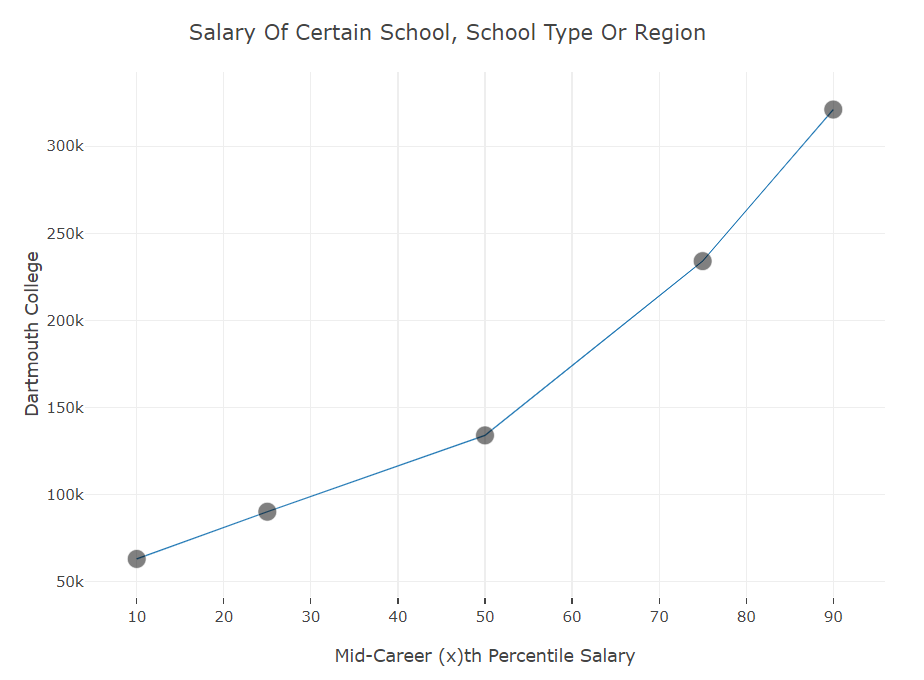 Salary Of Certain School, School Type Or Region
Dartmouth College
300k
250k
200k
150k
100k
50k
10 20 30 40 50 60 70 80 90
Mid-Career (x)th Percentile Salary